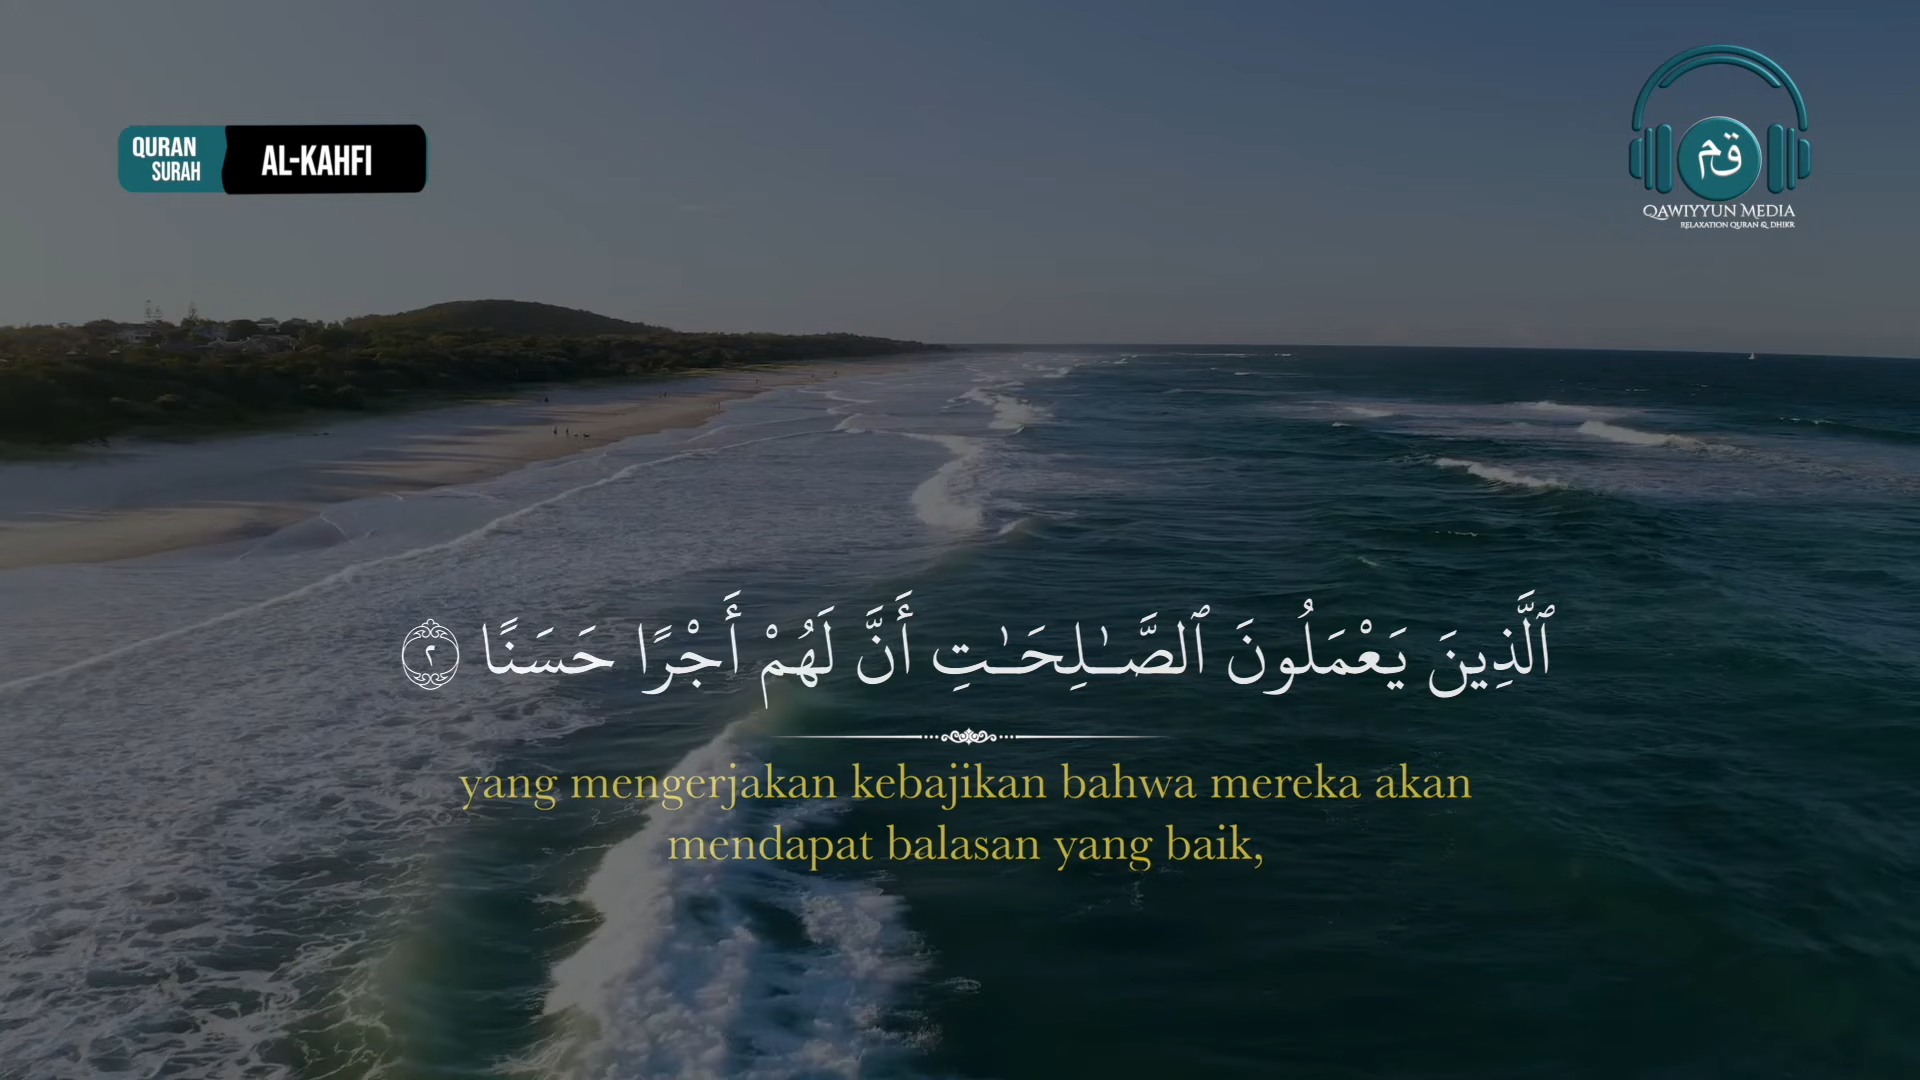 QURAN
SURAH
AL-KAHFI
قم
QAWIYYUN MEDIA
RELAXATION QURAN & DHIKR
ٱلَّذِينَ يَعْمَلُونَ ٱلصَّـٰلِحَـٰتِ أَنَّ لَهُمْ أَجْرًا حَسَنًا ٢
yang mengerjakan kebajikan bahwa mereka akan
mendapat balasan yang baik,